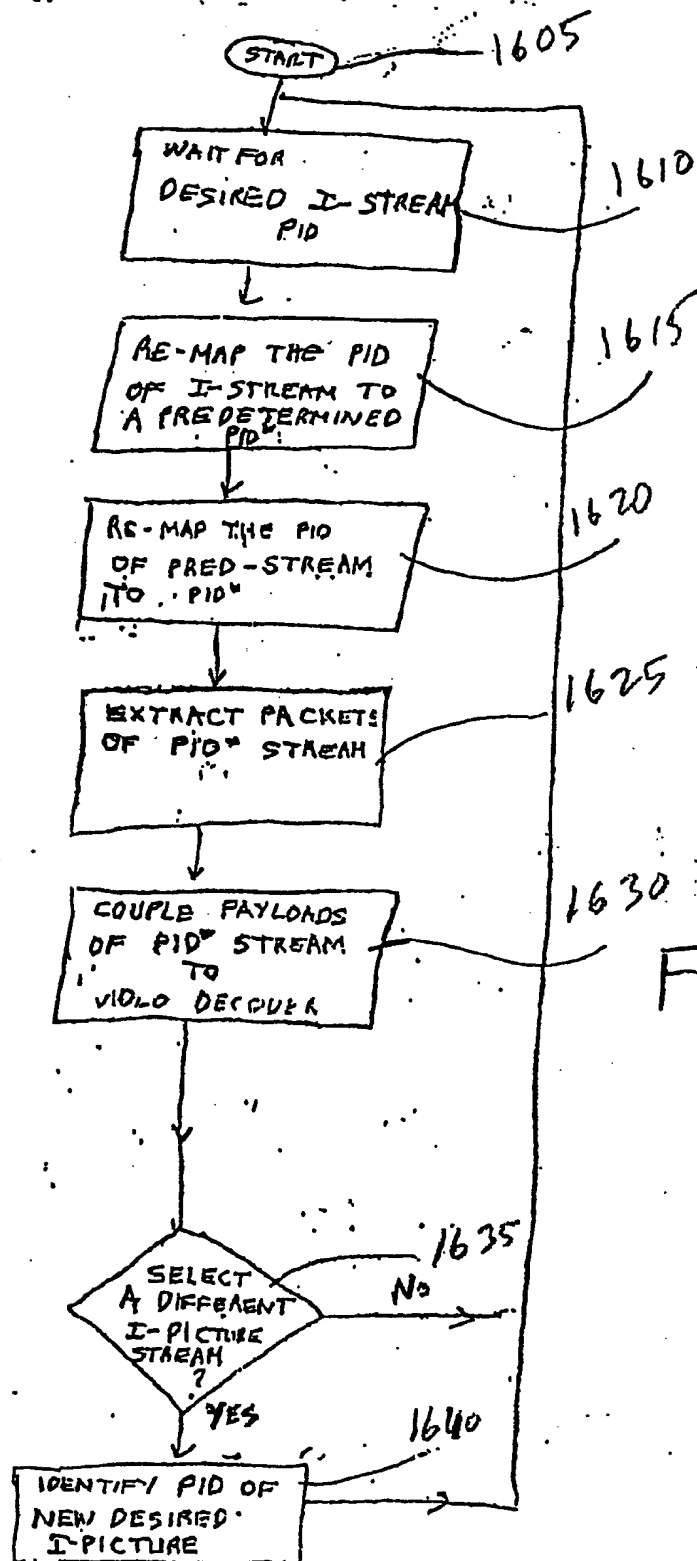 START
1605
WAIT FOR
DESIRED I-STREAM
PID
1610
RE-MAP THE PID
OF I-STREAM TO
A PREDETERMINED
PID*
1615
RE-MAP THE PID
OF PRED-STREAM
TO PID*
1620
EXTRACT PACKETS
OF PID* STREAM
1625
COUPLE PAYLOADS
OF PID* STREAM
TO
VIDEO DECODER
1630
F
SELECT
A DIFFERENT
I-PICTURE
STREAM
?
1635
No
YES
1640
IDENTIFY PID OF
NEW DESIRED
I-PICTURE